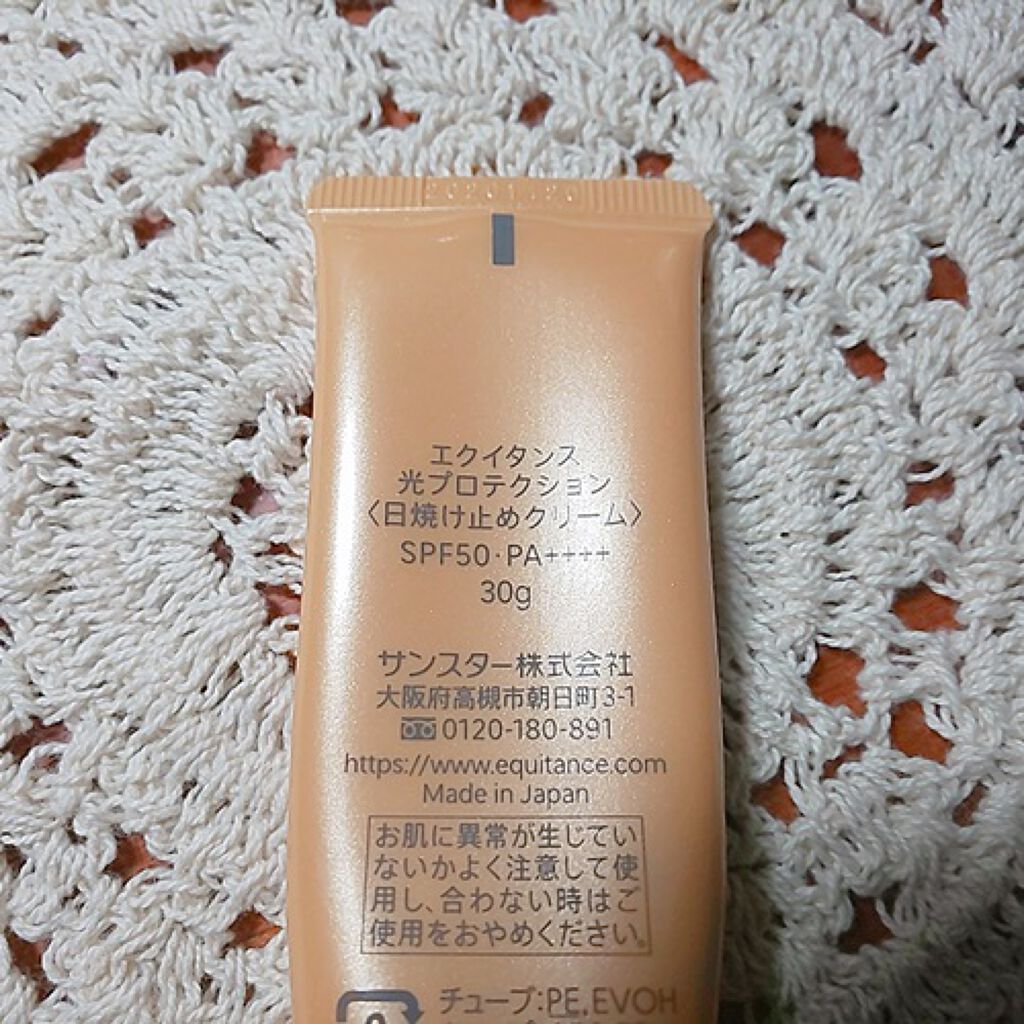 エクイタンス
光プロテクション
〈日焼け止めクリーム〉
SPF50・PA++++
30g
サンスター株式会社
大阪府高槻市朝日町3-1
0120-180-891
https://www.equitance.com
Made in Japan
お肌に異常が生じてい
ないかよく注意して使
用し、合わない時はご
使用をおやめください。
チューブ:PE,EVOH